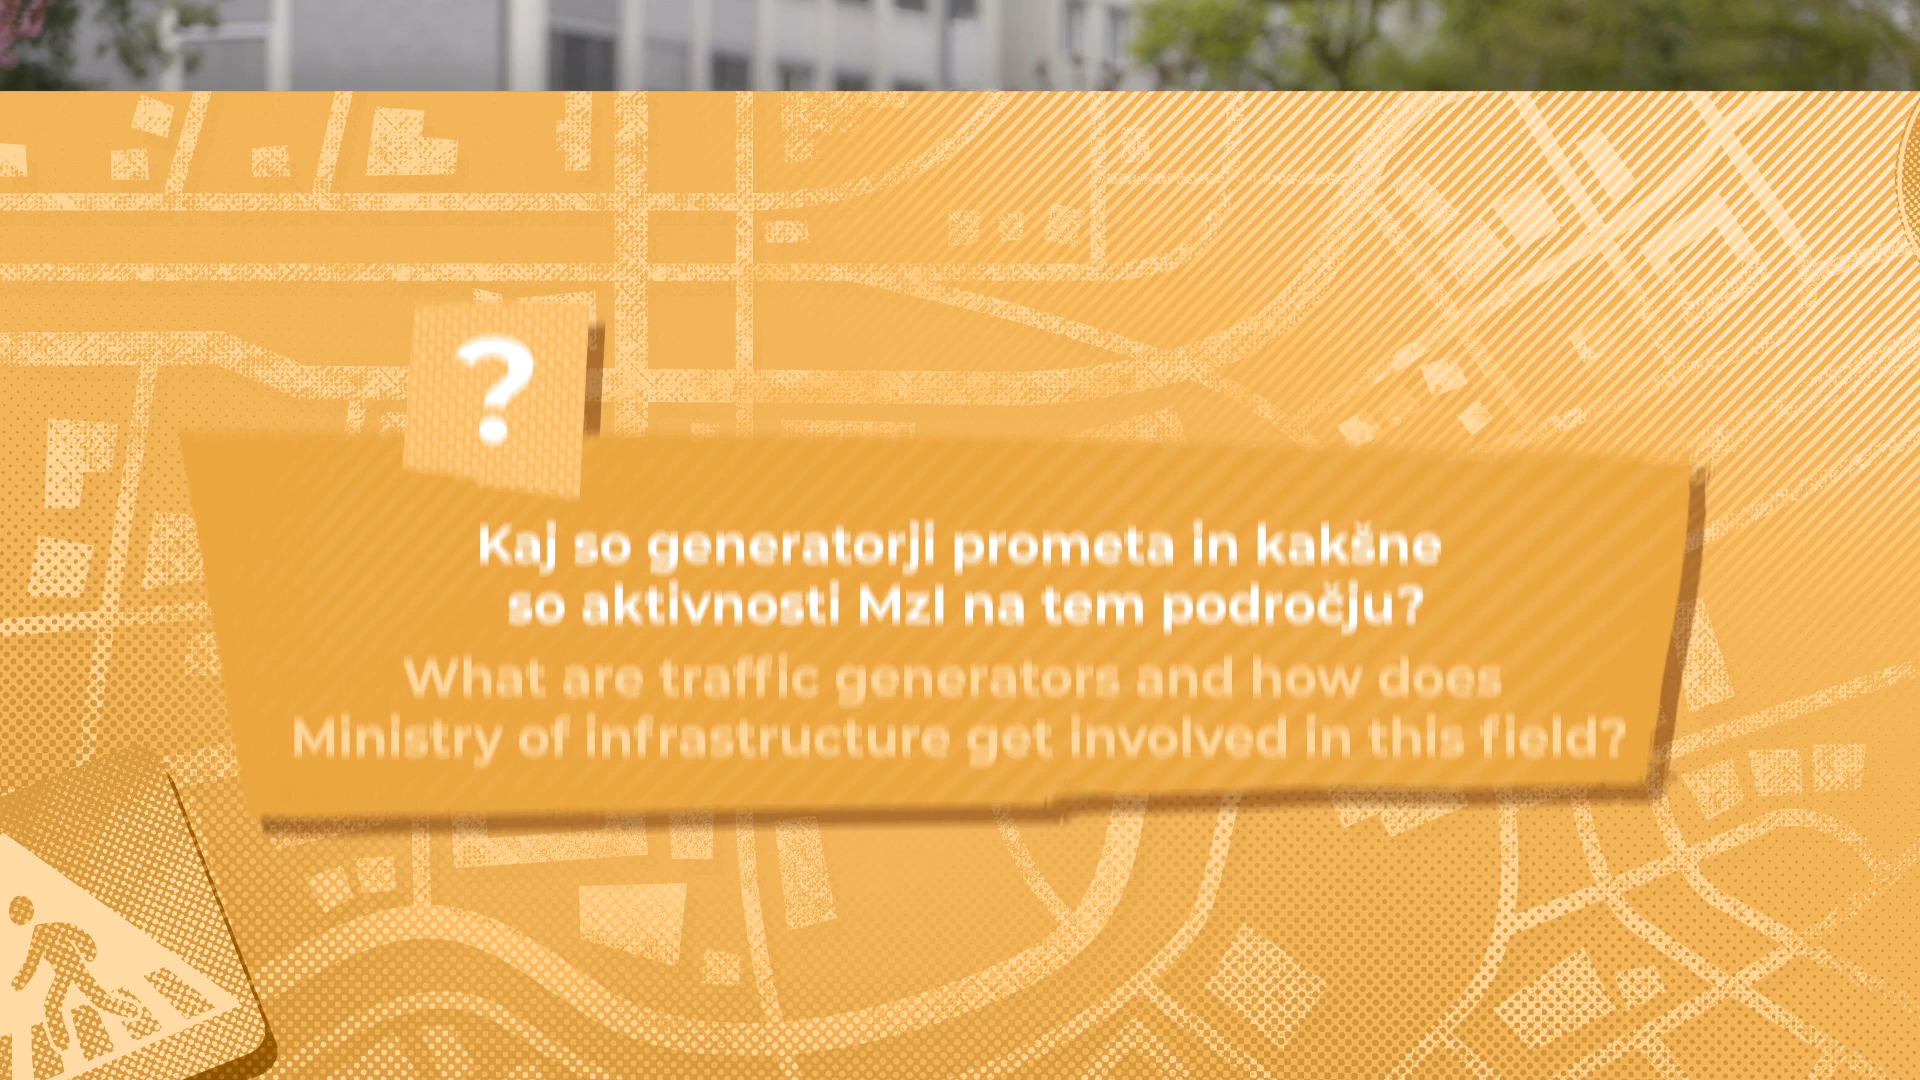 ?
Kaj so generatorji prometa in kakšne
so aktivnosti MzI na tem področju?
What are traffic generators and how does
Ministry of infrastructure get involved in this field?